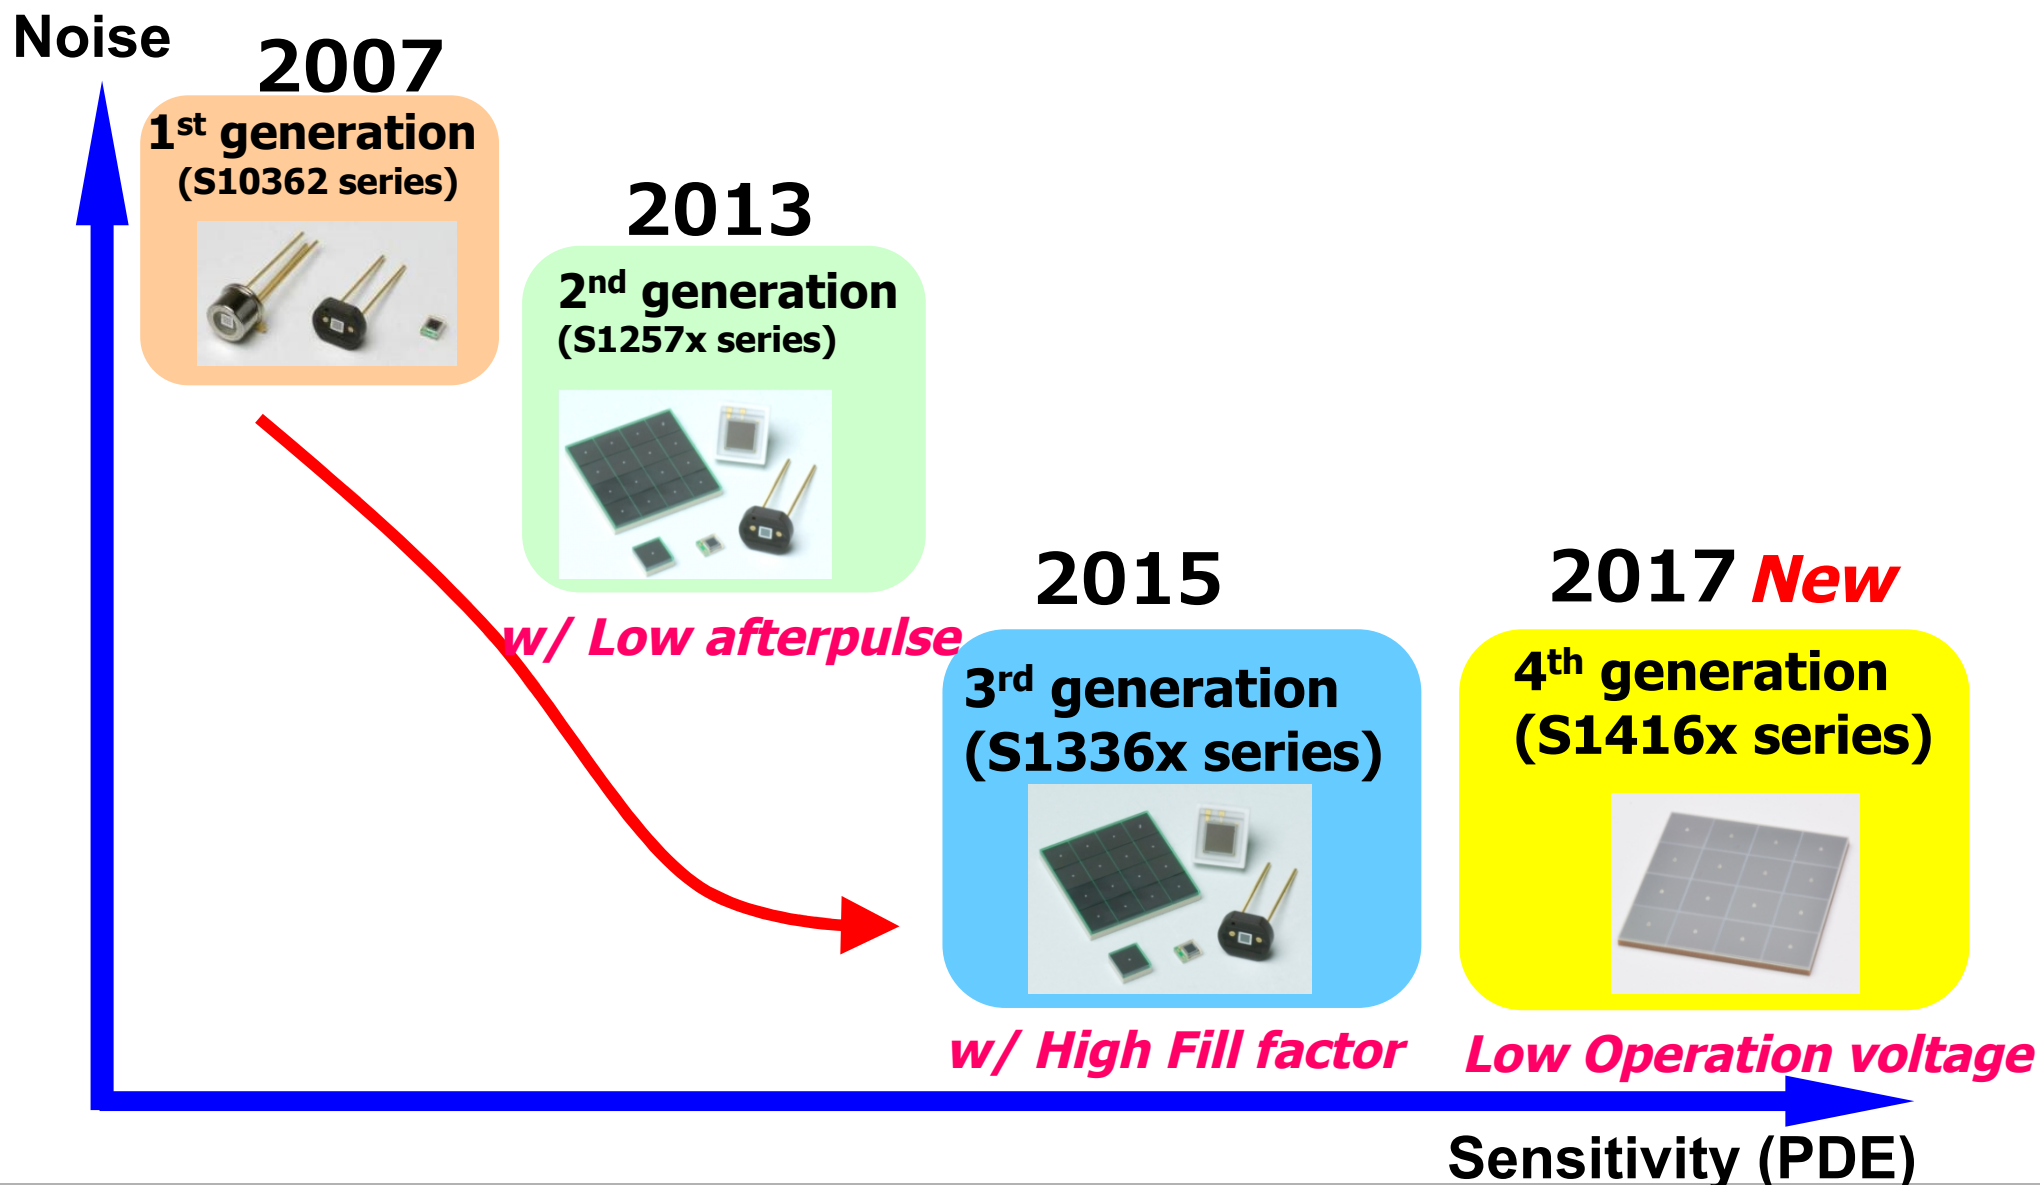 Noise
2007
1st generation
(S10362 series)
2013
2nd generation
(S1257x series)
w/ Low afterpulse
2015
3rd generation
(S1336x series)
w/ High Fill factor
2017 New
4th generation
(S1416x series)
Low Operation voltage
Sensitivity (PDE)